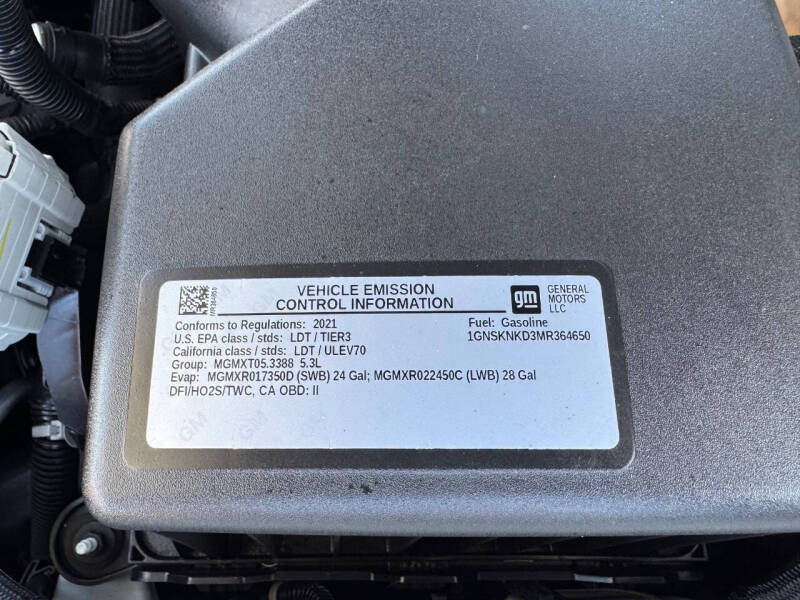 VEHICLE EMISSION
CONTROL INFORMATION
gm
GENERAL
MOTORS
LLC
MR364650
Conforms to Regulations: 2021
Fuel: Gasoline
U.S. EPA class / stds: LDT / TIER3
1GNSKNKD3MR364650
California class / stds: LDT / ULEV70
Group: MGMXT05.3388 5.3L
Evap: MGMXR017350D (SWB) 24 Gal; MGMXR022450C (LWB) 28 Gal
DFI/HO2S/TWC, CA OBD: II